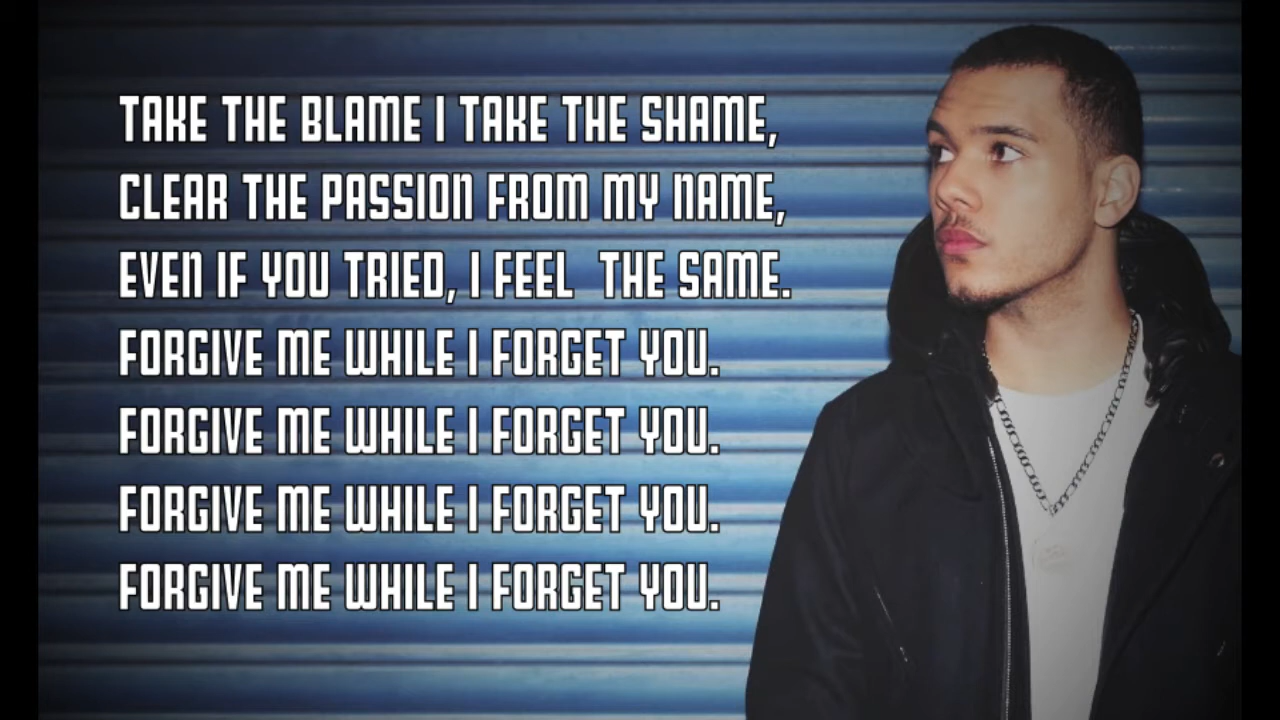 TAKE THE BLAME I TAKE THE SHAME,
CLEAR THE PASSION FROM MY NAME,
EVEN IF YOU TRIED, I FEEL  THE SAME.
FORGIVE ME WHILE I FORGET YOU.
FORGIVE ME WHILE I FORGET YOU.
FORGIVE ME WHILE I FORGET YOU.
FORGIVE ME WHILE I FORGET YOU.